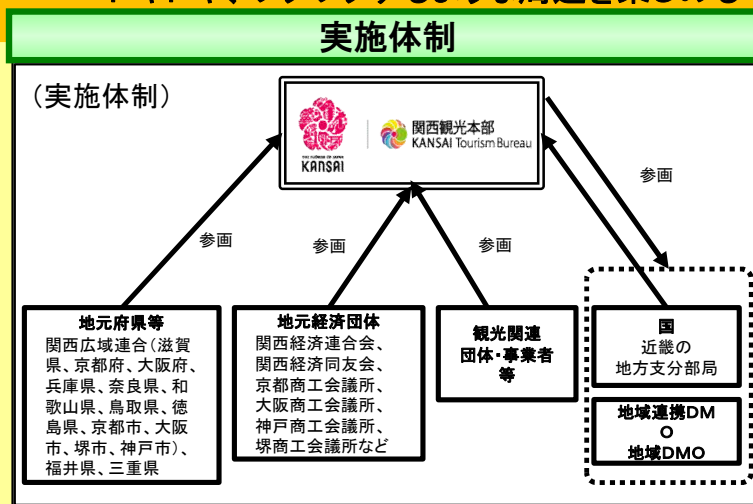 実施体制
（実施体制）
THE FLOWER OF JAPAN
KANSAI
関西観光本部
KANSAI Tourism Bureau
参画
参画
参画
参画
地元府県等
関西広域連合（滋賀
県、京都府、大阪府、
兵庫県、奈良県、和
歌山県、鳥取県、徳
島県、京都市、大阪
市、堺市、神戸市）、
福井県、三重県
地元経済団体
関西経済連合会、
関西経済同友会、
京都商工会議所、
大阪商工会議所、
神戸商工会議所、
堺商工会議所など
観光関連
団体・事業者
等
国
近畿の
地方支分部局
地域連携ＤＭ
Ｏ
地域DMO